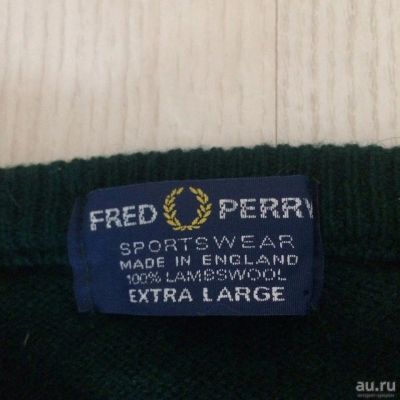 FRED PERRY
SPORTSWEAR
MADE IN ENGLAND
100% LAMBSWOOL
EXTRA LARGE
au.ru